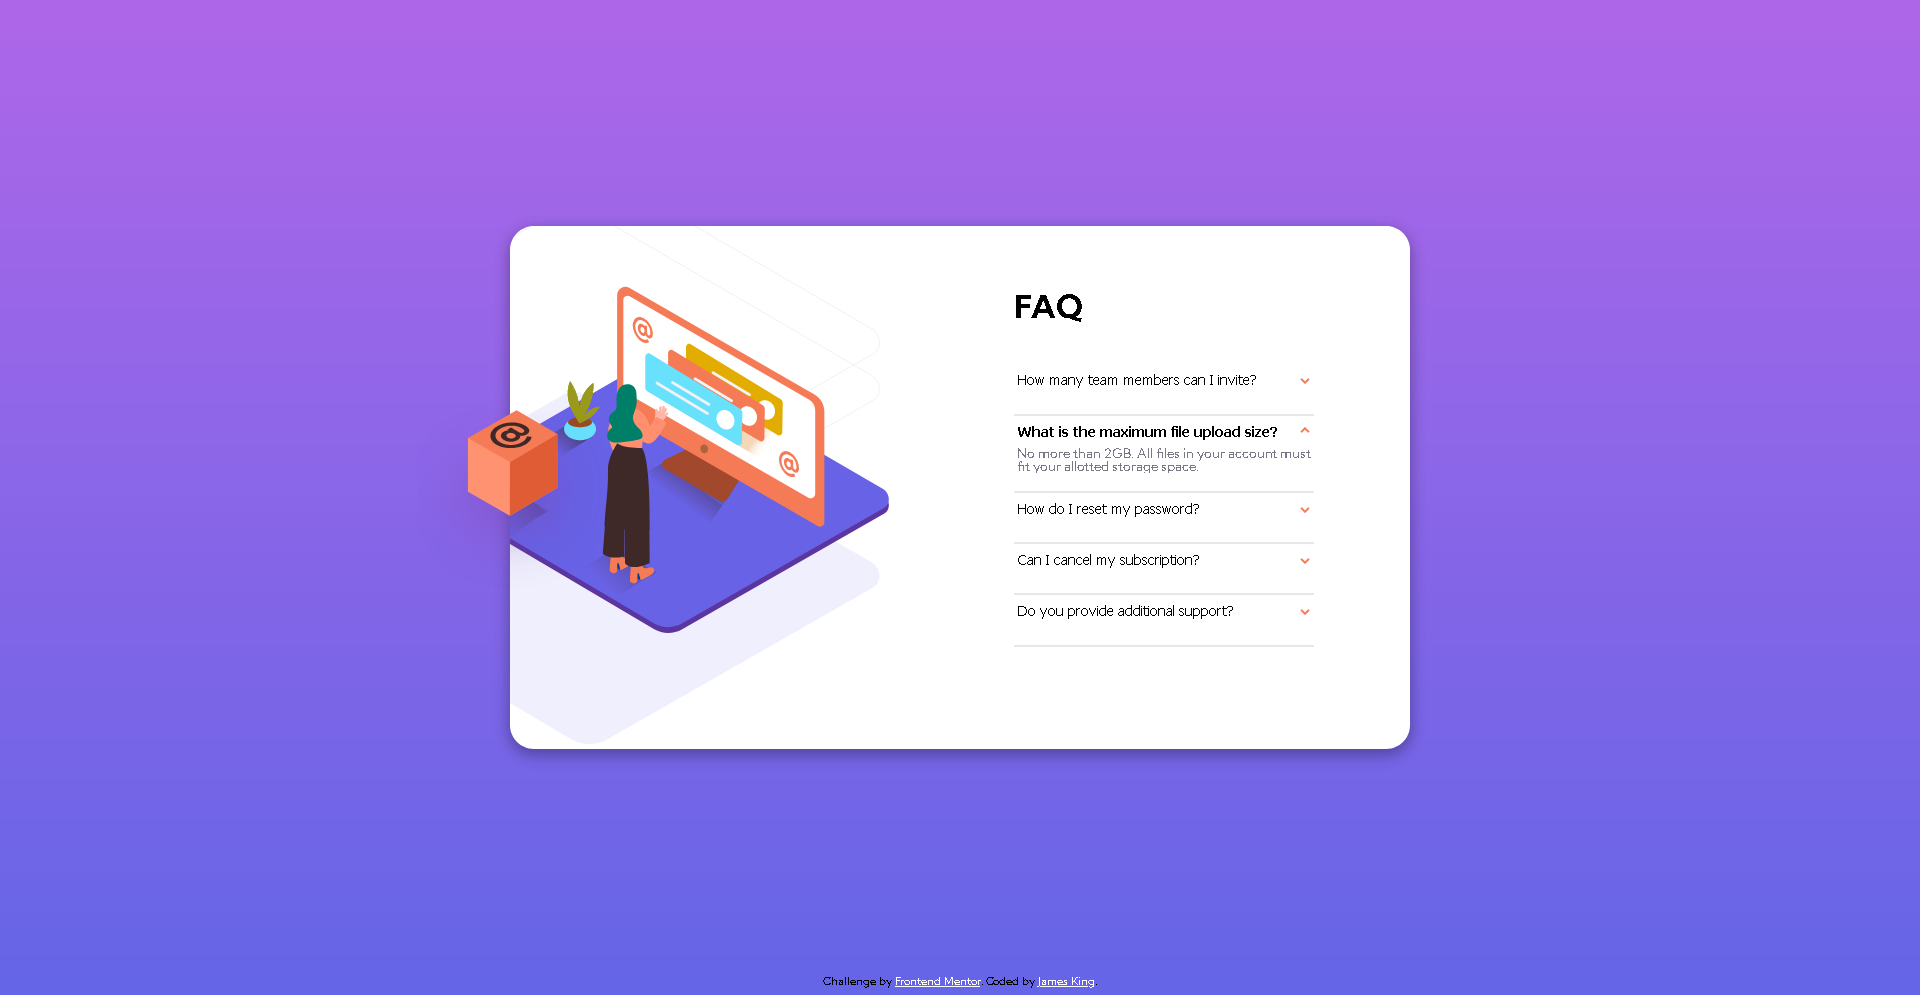 FAQ
How many team members can I invite?
What is the maximum file upload size?
No more than 2GB. All files in your account must
fit your allotted storage space.
How do I reset my password?
Can I cancel my subscription?
Do you provide additional support?
@
@
@
Challenge by Frontend Mentor. Coded by James King.